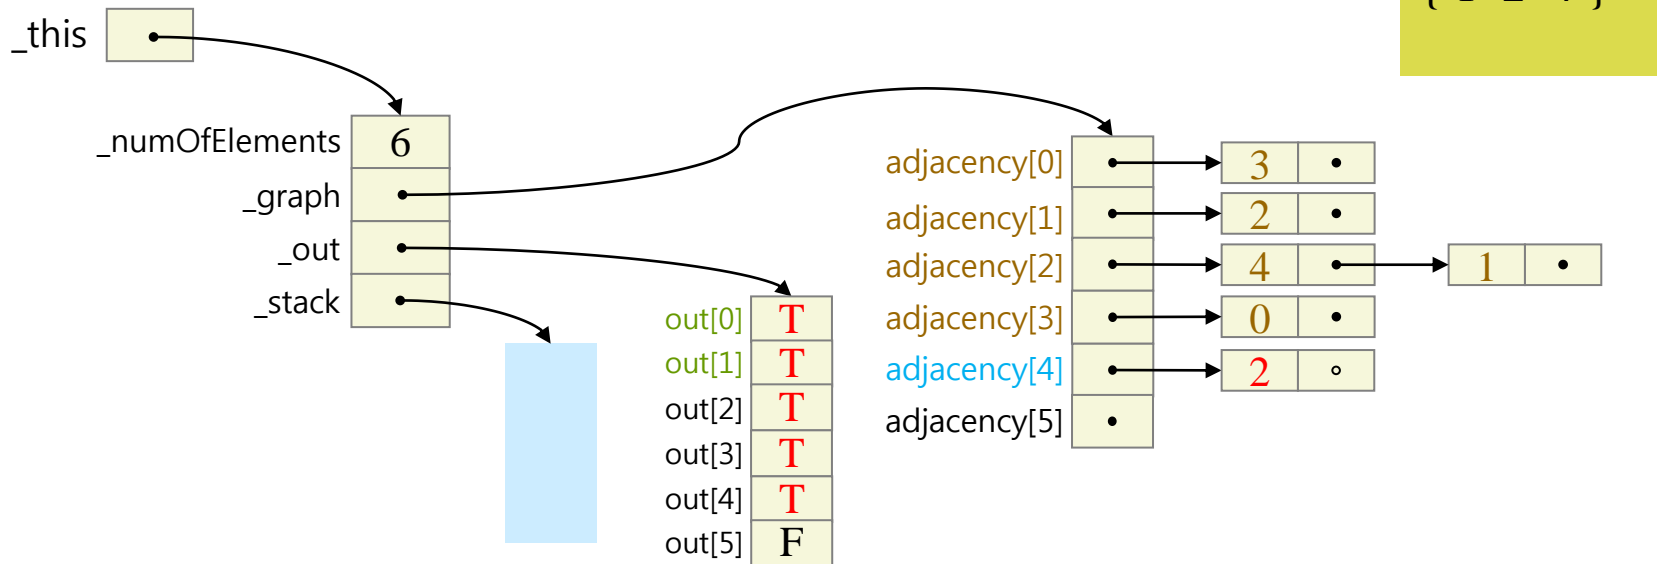 _this
_numOfElements 6
_graph
_out
_stack
out[0] T
out[1] T
out[2] T
out[3] T
out[4] T
out[5] F
adjacency[0] 3
adjacency[1] 2
adjacency[2] 4 1
adjacency[3] 0
adjacency[4] 2
adjacency[5]